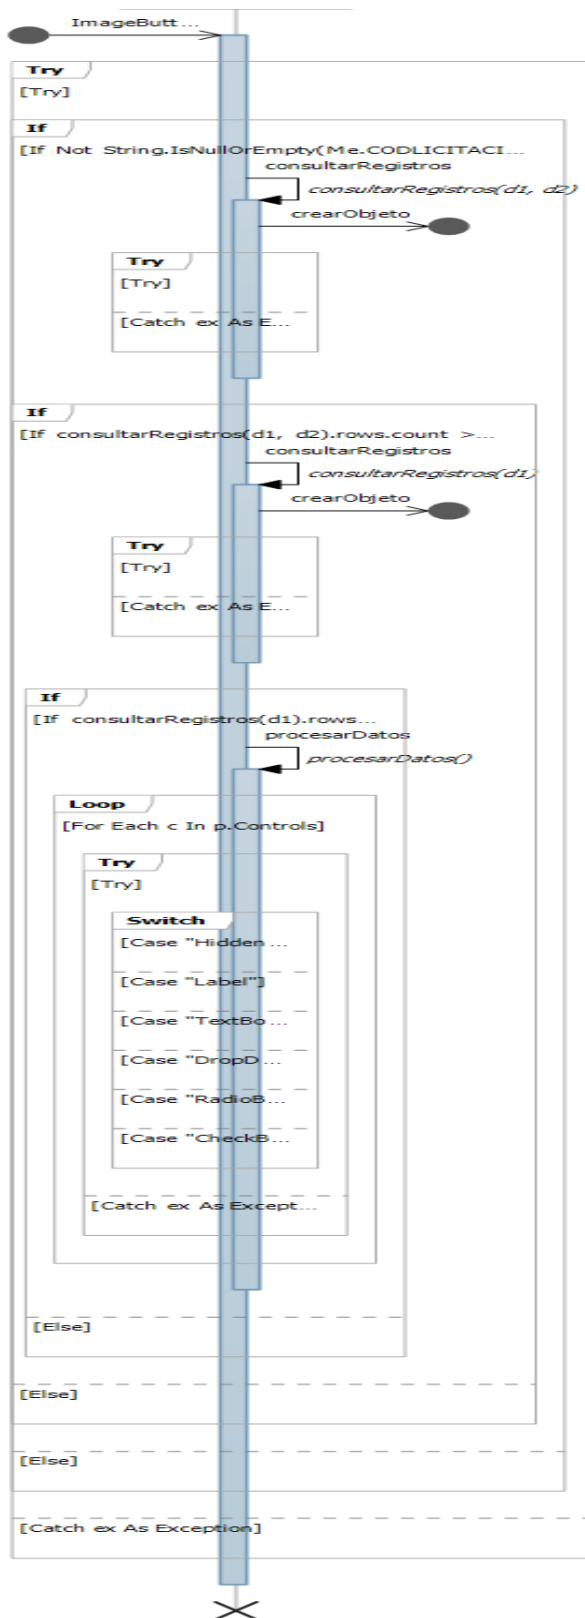 ImageButt...
Try
[Try]
If
[If Not String.IsNullOrEmpty(Me.CODLICITACI...
consultarRegistros
consultarRegistros(d1, d2)
crearObjeto
Try
[Try]
[Catch ex As E...
If
[If consultarRegistros(d1, d2).rows.count >...
consultarRegistros
consultarRegistros(d1)
crearObjeto
Try
[Try]
[Catch ex As E...
If
[If consultarRegistros(d1).rows...
procesarDatos
procesarDatos()
Loop
[For Each c In p.Controls]
Try
[Try]
Switch
[Case "Hidden ...
[Case "Label"]
[Case "TextBo ...
[Case "DropD ...
[Case "RadioB...
[Case "CheckB...
[Catch ex As Except...
[Else]
[Else]
[Else]
[Catch ex As Exception]